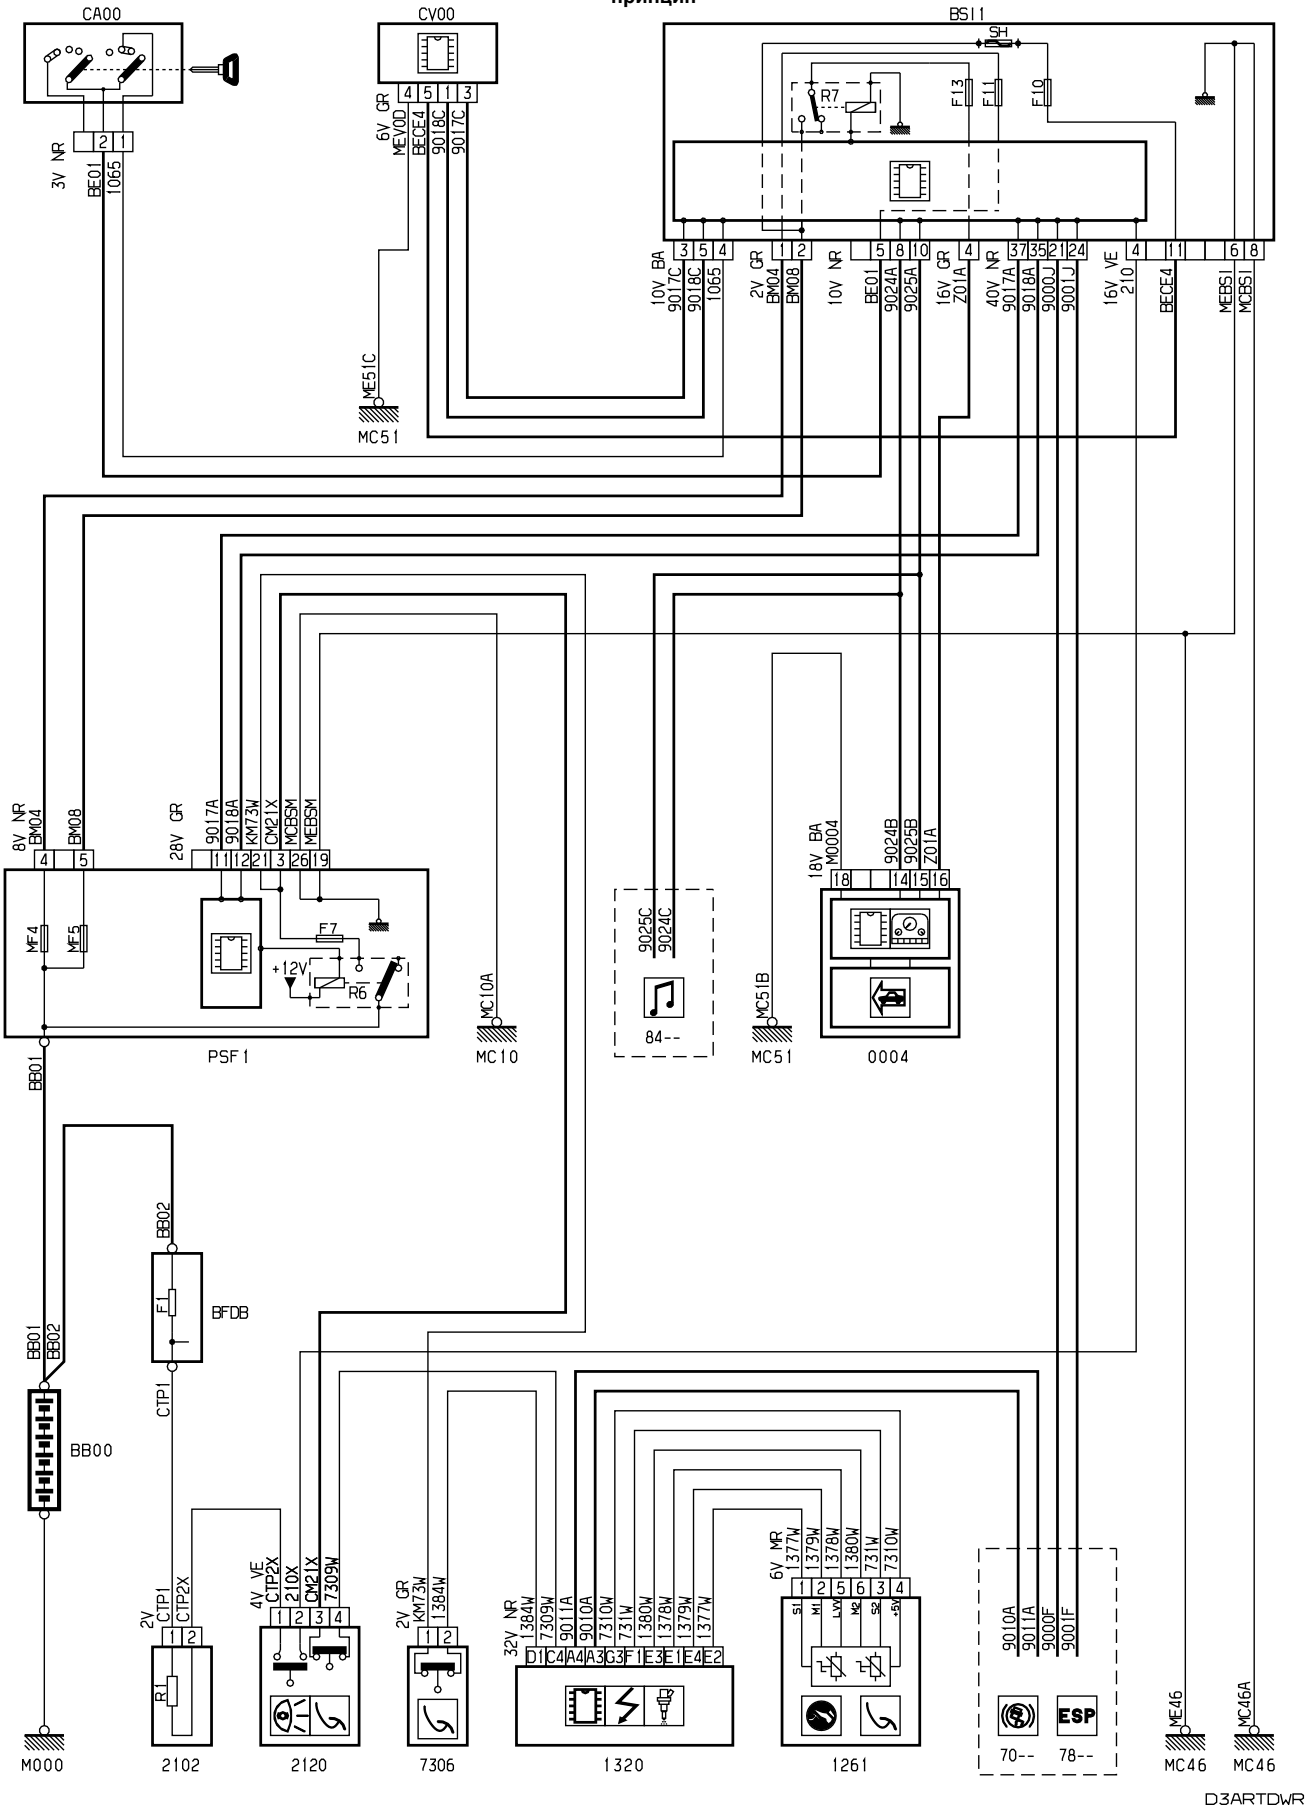 принцип
CA00
CV00
BSI1
SH
R7
F13
F11
F10
3V NR
2
1
BE01
1065
6V GR
4
5
1
3
MEV0D
BECE4
9018C
9017C
10V BA
3
5
4
9017C
9018C
1065
2V GR
1
2
BM04
BM08
10V NR
5
8
10
BE01
9024A
9025A
16V GR
4
Z01A
40V NR
37
35
21
24
9017A
9018A
9000J
9001J
16V VE
4
11
6
8
210
BECE4
MEBSI
MCBSI
ME51C
MC51
8V NR
BM04
BM08
4
5
28V GR
9017A
9018A
KM73W
CM21X
MCBSM
MEBSM
11
12
21
3
26
19
MF4
MF5
F7
+12V
R6
PSF1
BB01
MC10A
MC10
9025C
9024C
84--
MC51B
MC51
18V BA
M0004
9024B
9025B
Z01A
18
14
15
16
0004
BB02
F1
BFDB
BB01
BB02
CTP1
BB00
M000
2V
CTP1
CTP2X
1
2
R1
2102
4V VE
CTP2X
210X
CM21X
7309W
1
2
3
4
2120
2V GR
KM73W
1384W
1
2
7306
32V NR
1384W
7309W
9011A
9010A
7310W
731W
1380W
1378W
1379W
1377W
D1
C4
A4
A3
G3
F1
E3
E1
E4
E2
1320
6V MR
1377W
1379W
1378W
1380W
731W
7310W
1
2
5
6
3
4
S1
M1
LVV
M2
S2
+5V
1261
9010A
9011A
9000F
9001F
ESP
70--
78--
ME46
MC46
MC46A
MC46
D3ARTDWR